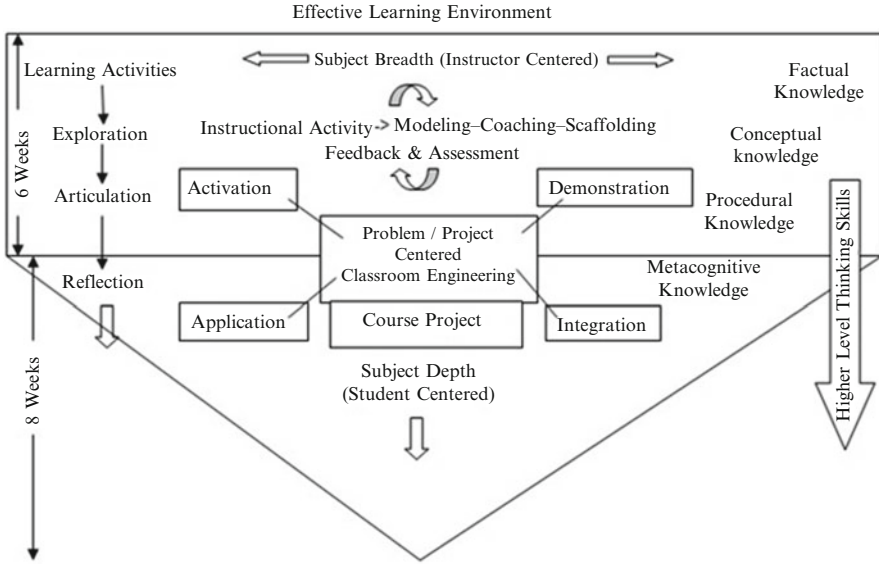 Effective Learning Environment
Subject Breadth (Instructor Centered)
Learning Activities
Factual
Knowledge
6 Weeks
Exploration
Instructional Activity -> Modeling–Coaching–Scaffolding
Conceptual
knowledge
Feedback & Assessment
Activation
Demonstration
Articulation
Procedural
Knowledge
Problem / Project
Centered
Classroom Engineering
Reflection
Metacognitive
Knowledge
Higher Level Thinking Skills
Application
Course Project
Integration
8 Weeks
Subject Depth
(Student Centered)